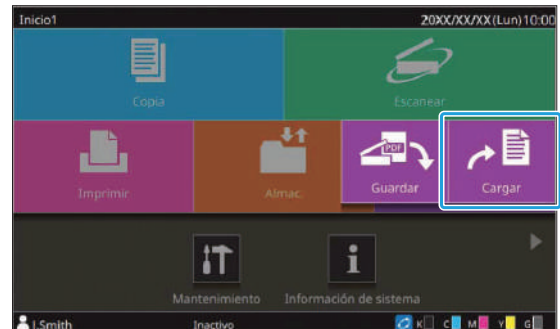 Inicio1 20XX/XX/XX(Lun)10:00
Copia Escanear
PDF
Imprimir Almac. Guardar Cargar
Mantenimiento Información de sistema
J.Smith Inactivo K C M Y G